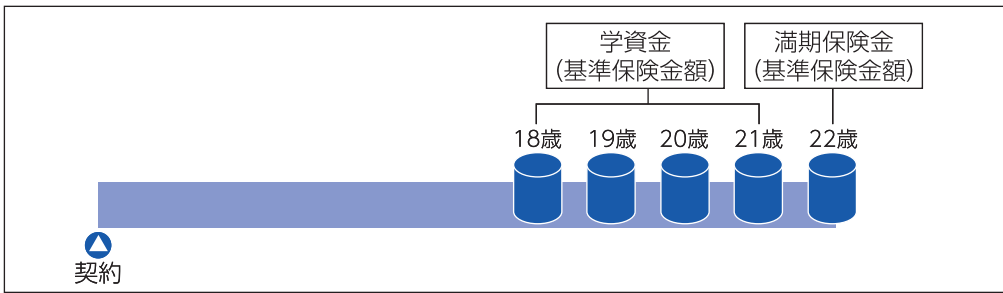 学資金
(基準保険金額)
満期保険金
(基準保険金額)
18歳 19歳 20歳 21歳 22歳
契約